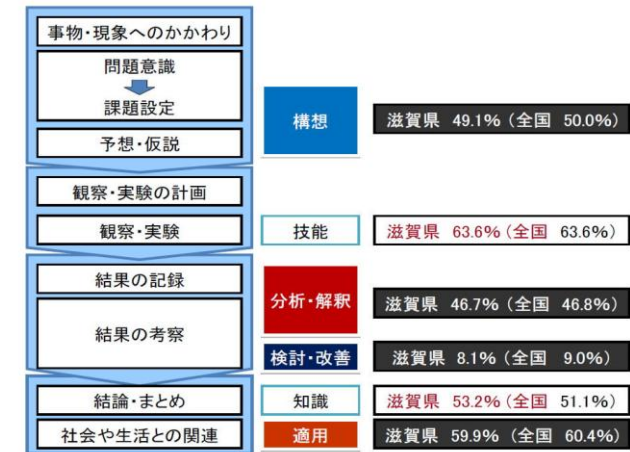 事物・現象へのかかわり
問題意識
課題設定
予想・仮説
構想
滋賀県 49.1% (全国 50.0%)
観察・実験の計画
観察・実験
技能
滋賀県 63.6% (全国 63.6%)
結果の記録
結果の考察
分析・解釈
滋賀県 46.7% (全国 46.8%)
検討・改善
滋賀県 8.1% (全国 9.0%)
結論・まとめ
知識
滋賀県 53.2% (全国 51.1%)
社会や生活との関連
適用
滋賀県 59.9% (全国 60.4%)